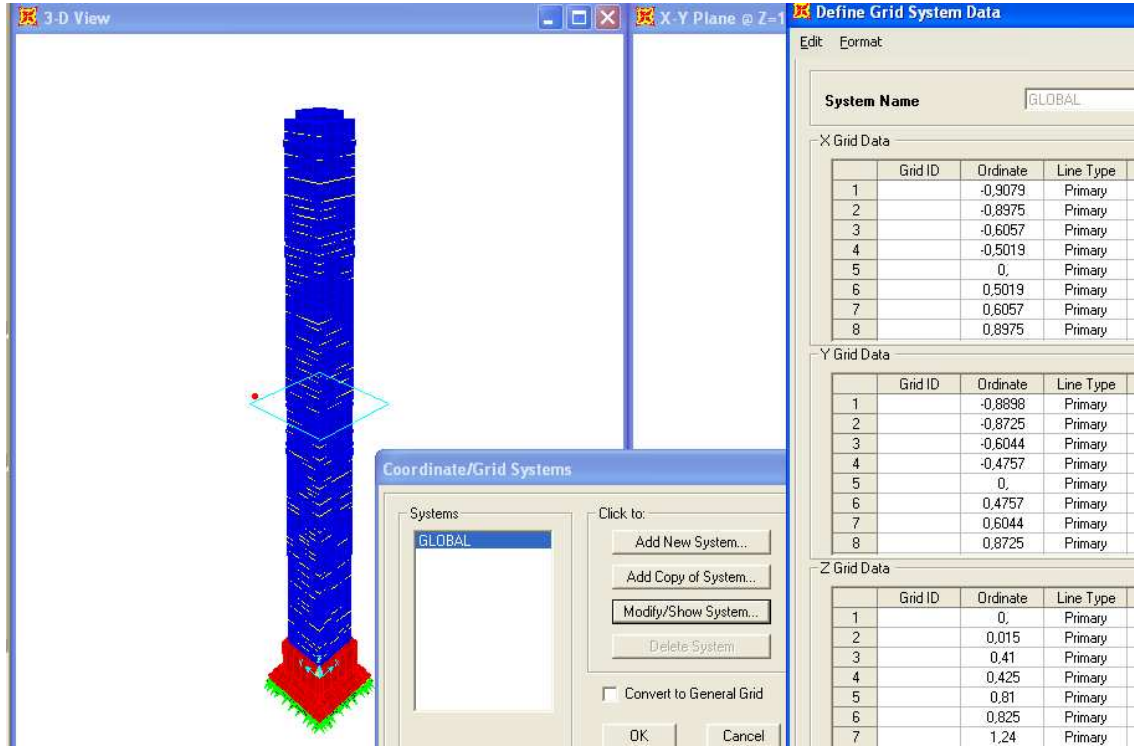 3-D View
X-Y Plane @ Z=1
Define Grid System Data
Edit Format
System Name GLOBAL
X Grid Data
Grid ID Ordinate Line Type
1 -0,9079 Primary
2 -0,8975 Primary
3 -0,6057 Primary
4 -0,5019 Primary
5 0, Primary
6 0,5019 Primary
7 0,6057 Primary
8 0,8975 Primary
Y Grid Data
Grid ID Ordinate Line Type
1 -0,8898 Primary
2 -0,8725 Primary
3 -0,6044 Primary
4 -0,4757 Primary
5 0, Primary
6 0,4757 Primary
7 0,6044 Primary
8 0,8725 Primary
Z Grid Data
Grid ID Ordinate Line Type
1 0, Primary
2 0,015 Primary
3 0,41 Primary
4 0,425 Primary
5 0,81 Primary
6 0,825 Primary
7 1,24 Primary
Coordinate/Grid Systems
Systems
GLOBAL
Click to:
Add New System...
Add Copy of System...
Modify/Show System...
Delete System
Convert to General Grid
OK Cancel